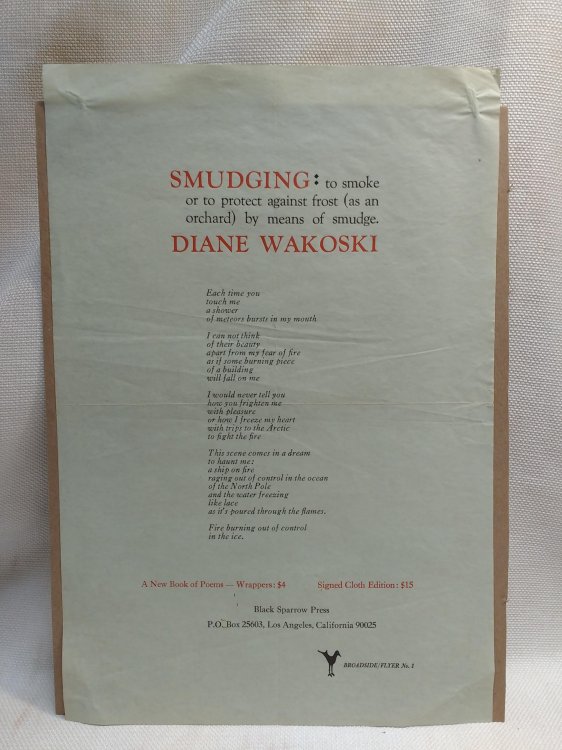 SMUDGING: to smoke
or to protect against frost (as an
orchard) by means of smudge.
DIANE WAKOSKI
Each time you
touch me
a shower
of meteors bursts in my mouth
I can not think
of their beauty
apart from my fear of fire
as if some burning piece
of a building
will fall on me
I would never tell you
how you frighten me
with pleasure
or how I freeze my heart
with trips to the Arctic
to fight the fire
This scene comes in a dream
to haunt me:
a ship on fire
raging out of control in the ocean
of the North Pole
and the water freezing
like lace
as it's poured through the flames.
Fire burning out of control
in the ice.
A New Book of Poems — Wrappers: $4 Signed Cloth Edition: $15
Black Sparrow Press
P.O. Box 25603, Los Angeles, California 90025
BROADSIDE/FLYER No. 1